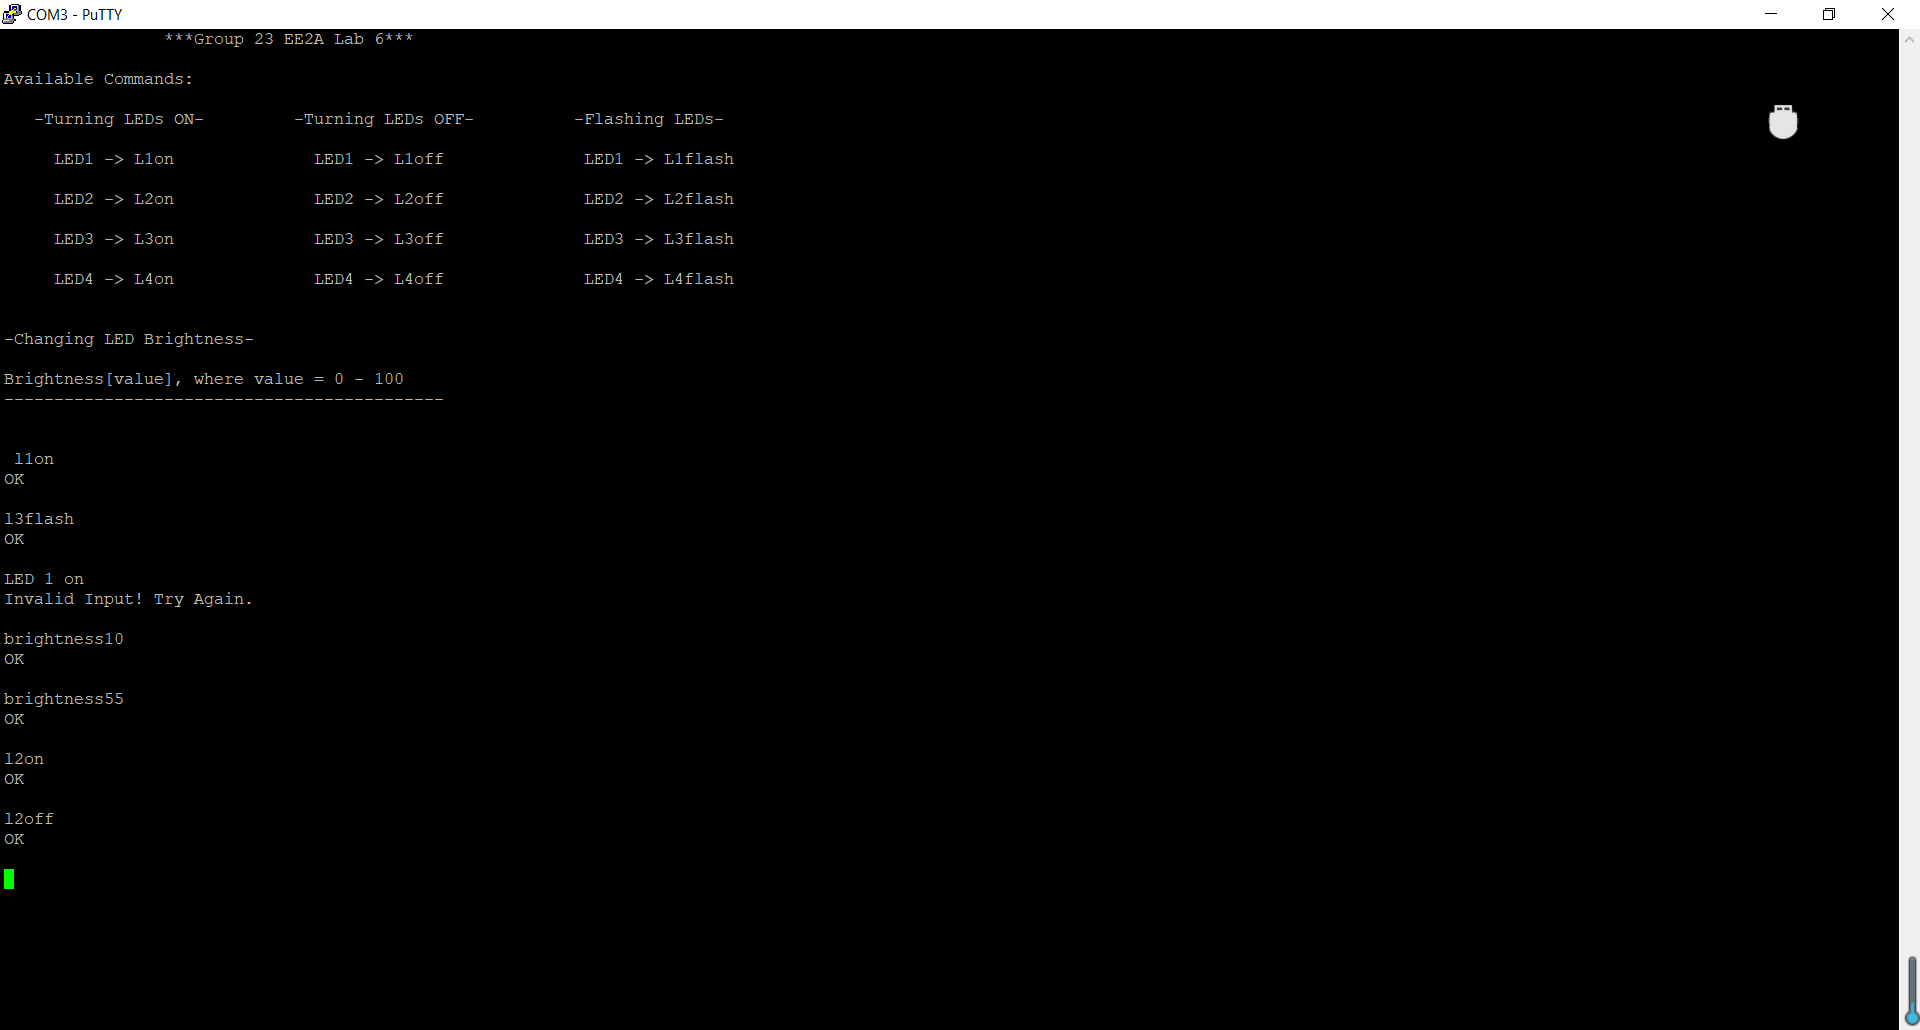 COM3 - PuTTY
***Group 23 EE2A Lab 6***
Available Commands:
-Turning LEDs ON- -Turning LEDs OFF- -Flashing LEDs-
LED1 -> L1on LED1 -> L1off LED1 -> L1flash
LED2 -> L2on LED2 -> L2off LED2 -> L2flash
LED3 -> L3on LED3 -> L3off LED3 -> L3flash
LED4 -> L4on LED4 -> L4off LED4 -> L4flash
-Changing LED Brightness-
Brightness[value], where value = 0 - 100
--------------------------------------------
l1on
OK
l3flash
OK
LED 1 on
Invalid Input! Try Again.
brightness10
OK
brightness55
OK
l2on
OK
l2off
OK